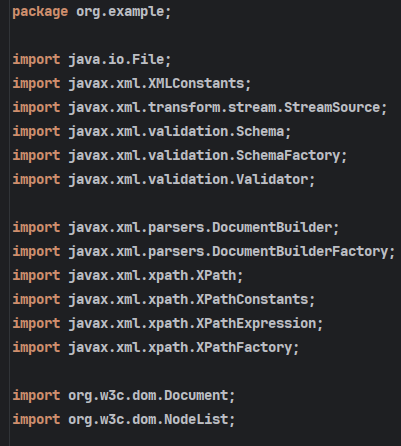 package org.example;
import java.io.File;
import javax.xml.XMLConstants;
import javax.xml.transform.stream.StreamSource;
import javax.xml.validation.Schema;
import javax.xml.validation.SchemaFactory;
import javax.xml.validation.Validator;
import javax.xml.parsers.DocumentBuilder;
import javax.xml.parsers.DocumentBuilderFactory;
import javax.xml.xpath.XPath;
import javax.xml.xpath.XPathConstants;
import javax.xml.xpath.XPathExpression;
import javax.xml.xpath.XPathFactory;
import org.w3c.dom.Document;
import org.w3c.dom.NodeList;